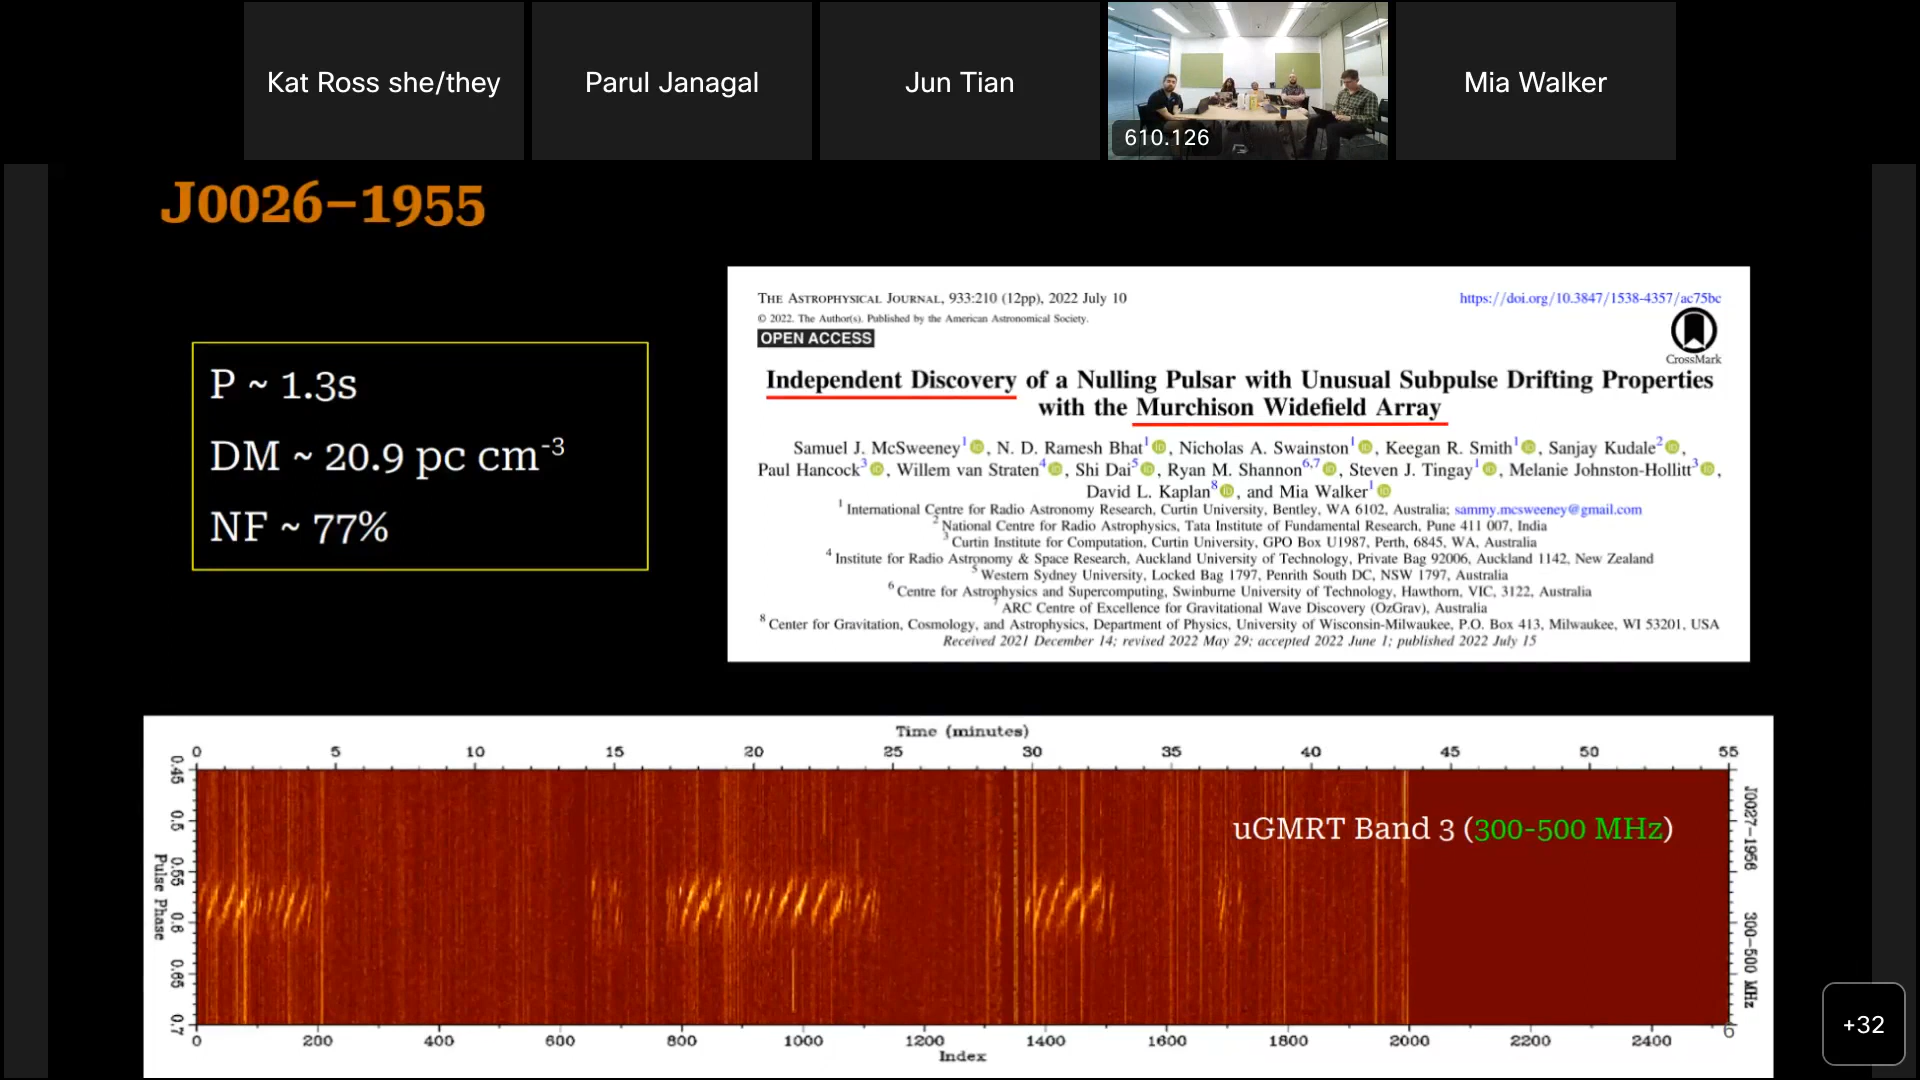 Kat Ross she/they
Parul Janagal
Jun Tian
610.126
Mia Walker
J0026−1955
P ~ 1.3s
DM ~ 20.9 pc cm-3
NF ~ 77%
THE ASTROPHYSICAL JOURNAL, 933:210 (12pp), 2022 July 10
https://doi.org/10.3847/1538-4357/ac75bc
© 2022. The Author(s). Published by the American Astronomical Society.
OPEN ACCESS
CrossMark
Independent Discovery of a Nulling Pulsar with Unusual Subpulse Drifting Properties
with the Murchison Widefield Array
Samuel J. McSweeney1, N. D. Ramesh Bhat1, Nicholas A. Swainston1, Keegan R. Smith1, Sanjay Kudale2,
Paul Hancock3, Willem van Straten4, Shi Dai5, Ryan M. Shannon6,7, Steven J. Tingay1, Melanie Johnston-Hollitt3,
David L. Kaplan8, and Mia Walker1
1 International Centre for Radio Astronomy Research, Curtin University, Bentley, WA 6102, Australia; sammy.mcsweeney@gmail.com
2 National Centre for Radio Astrophysics, Tata Institute of Fundamental Research, Pune 411 007, India
3 Curtin Institute for Computation, Curtin University, GPO Box U1987, Perth, 6845, WA, Australia
4 Institute for Radio Astronomy & Space Research, Auckland University of Technology, Private Bag 92006, Auckland 1142, New Zealand
5 Western Sydney University, Locked Bag 1797, Penrith South DC, NSW 1797, Australia
6 Centre for Astrophysics and Supercomputing, Swinburne University of Technology, Hawthorn, VIC, 3122, Australia
7 ARC Centre of Excellence for Gravitational Wave Discovery (OzGrav), Australia
8 Center for Gravitation, Cosmology, and Astrophysics, Department of Physics, University of Wisconsin-Milwaukee, P.O. Box 413, Milwaukee, WI 53201, USA
Received 2021 December 14; revised 2022 May 29; accepted 2022 June 1; published 2022 July 15
Time (minutes)
0 5 10 15 20 25 30 35 40 45 50 55
0.45 0.5 0.55 0.6 0.65 0.7
Pulse Phase
uGMRT Band 3 (300-500 MHz)
J0027-1956 300-500 MHz
0 200 400 600 800 1000 1200 1400 1600 1800 2000 2200 2400
Index
6
+32